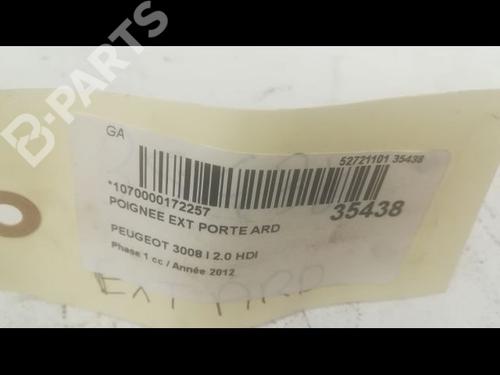 B-PARTS
GA
52721101 35438
*1070000172257
35438
POIGNEE EXT PORTE ARD
PEUGEOT 3008 I 2.0 HDI
Phase 1 cc / Année 2012
EXT ARD